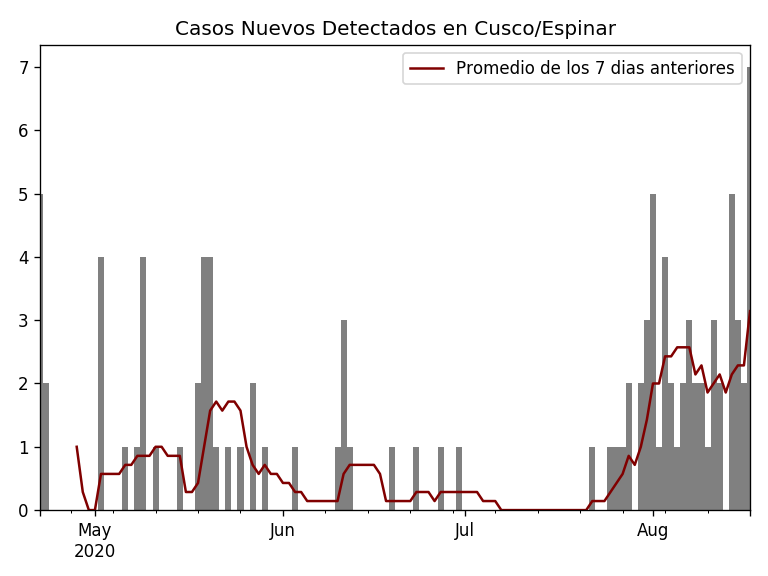 Casos Nuevos Detectados en Cusco/Espinar
Promedio de los 7 dias anteriores
7
6
5
4
3
2
1
0
May
2020
Jun
Jul
Aug